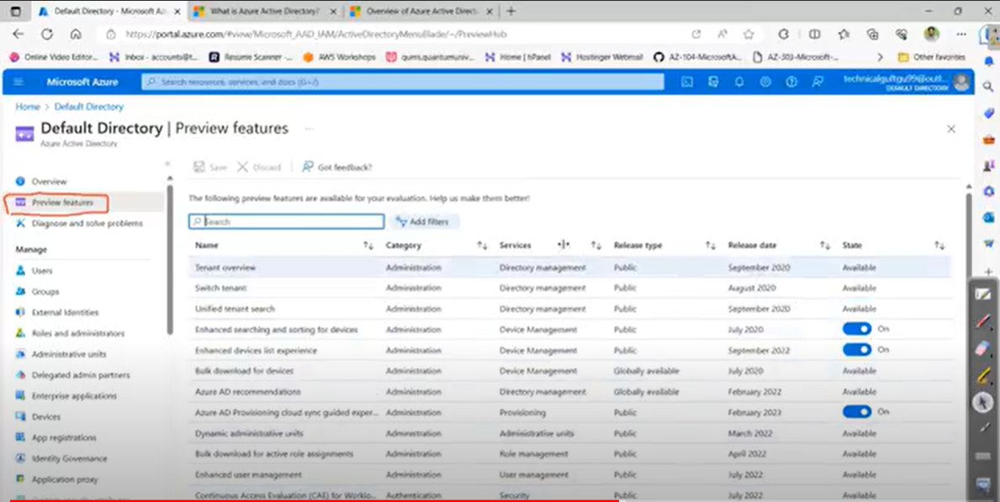 Default Directory - Microsoft Az
What is Azure Active Directory?
Overview of Azure Active Direct
https://portal.azure.com/#view/Microsoft_AAD_IAM/ActiveDirectoryMenuBlade/~/PreviewHub
Online Video Editor...
Inbox - accounts@t...
Resume Scanner -...
AWS Workshops
qums.quantumuniv...
Home | hPanel
Hostinger Webmail
AZ-104-MicrosoftA...
AZ-303-Microsoft-...
Other favorites
Microsoft Azure
Search resources, services, and docs (G+/)
technicalguftgu99@outl...
DEFAULT DIRECTORY
Home > Default Directory
Default Directory | Preview features ...
Azure Active Directory
Save Discard Got feedback?
Overview
Preview features
Diagnose and solve problems
Manage
Users
Groups
External Identities
Roles and administrators
Administrative units
Delegated admin partners
Enterprise applications
Devices
App registrations
Identity Governance
Application proxy
The following preview features are available for your evaluation. Help us make them better!
Search
Add filters
Name Category Services Release type Release date State
Tenant overview Administration Directory management Public September 2020 Available
Switch tenant Administration Directory management Public August 2020 Available
Unified tenant search Administration Directory management Public September 2020 Available
Enhanced searching and sorting for devices Administration Device Management Public July 2020 On
Enhanced devices list experience Administration Device Management Public September 2022 On
Bulk download for devices Administration Device Management Globally available July 2020 Available
Azure AD recommendations Administration Directory management Globally available February 2022 Available
Azure AD Provisioning cloud sync guided exper... Administration Provisioning Public February 2023 On
Dynamic administrative units Administration Administrative units Public March 2022 Available
Bulk download for active role assignments Administration Role management Public April 2022 Available
Enhanced user management Administration User management Public July 2022 Available
Continuous Access Evaluation (CAE) for Worklo... Authentication Security Public July 2022 Available